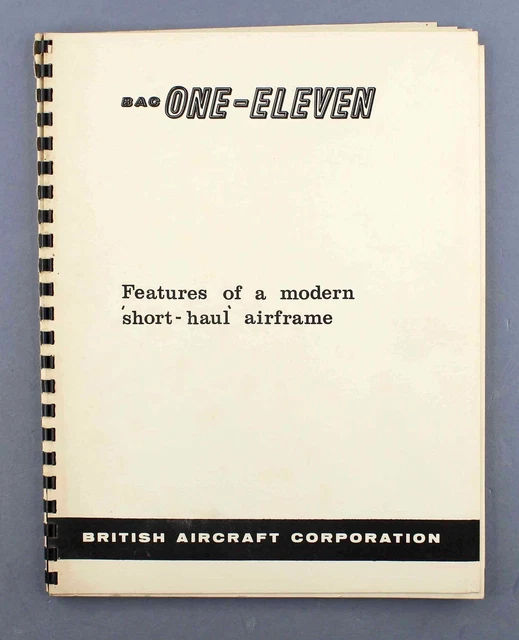 BAC ONE-ELEVEN
Features of a modern
'short-haul' airframe
BRITISH AIRCRAFT CORPORATION